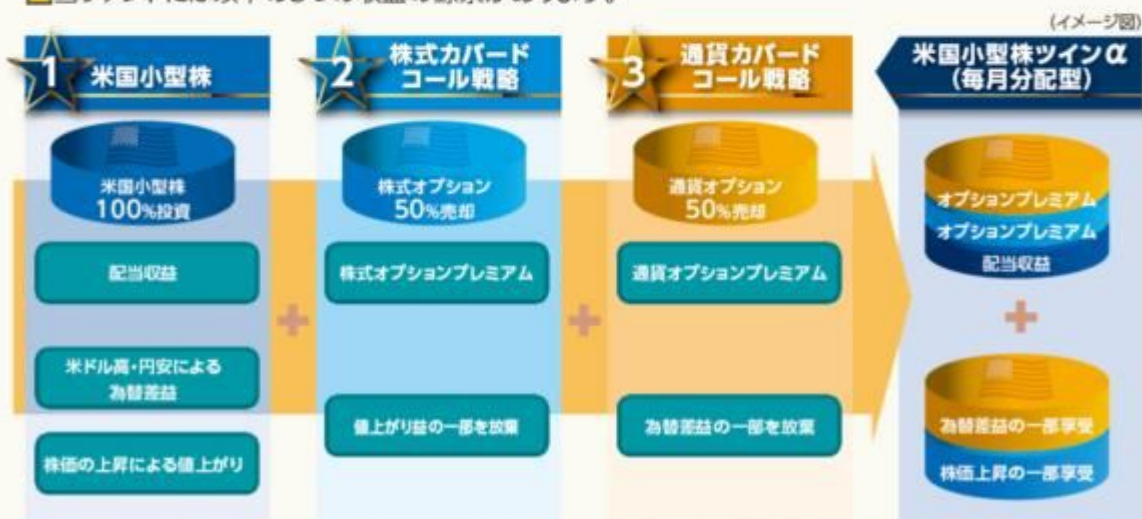 (イメージ図)
1 米国小型株
2 株式カバード
コール戦略
3 通貨カバード
コール戦略
米国小型株ツインα
(毎月分配型)
米国小型株
100%投資
配当収益
米ドル高・円安による
為替差益
株価の上昇による値上がり
株式オプション
50%売却
株式オプションプレミアム
値上がり益の一部を放棄
通貨オプション
50%売却
通貨オプションプレミアム
為替差益の一部を放棄
オプションプレミアム
オプションプレミアム
配当収益
為替差益の一部享受
株価上昇の一部享受